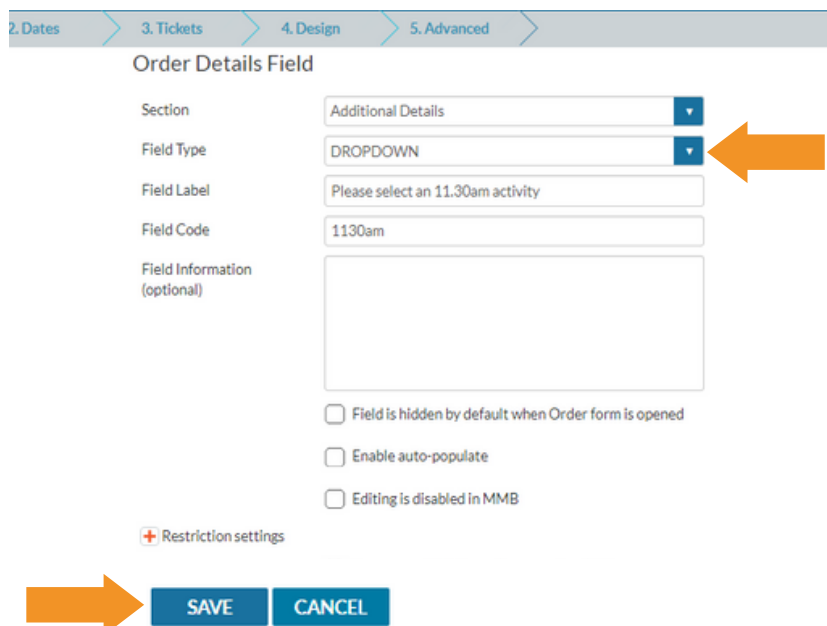 2. Dates 3. Tickets 4. Design 5. Advanced
Order Details Field
Section Additional Details
Field Type DROPDOWN
Field Label Please select an 11.30am activity
Field Code 1130am
Field Information
(optional)
Field is hidden by default when Order form is opened
Enable auto-populate
Editing is disabled in MMB
Restriction settings
SAVE CANCEL